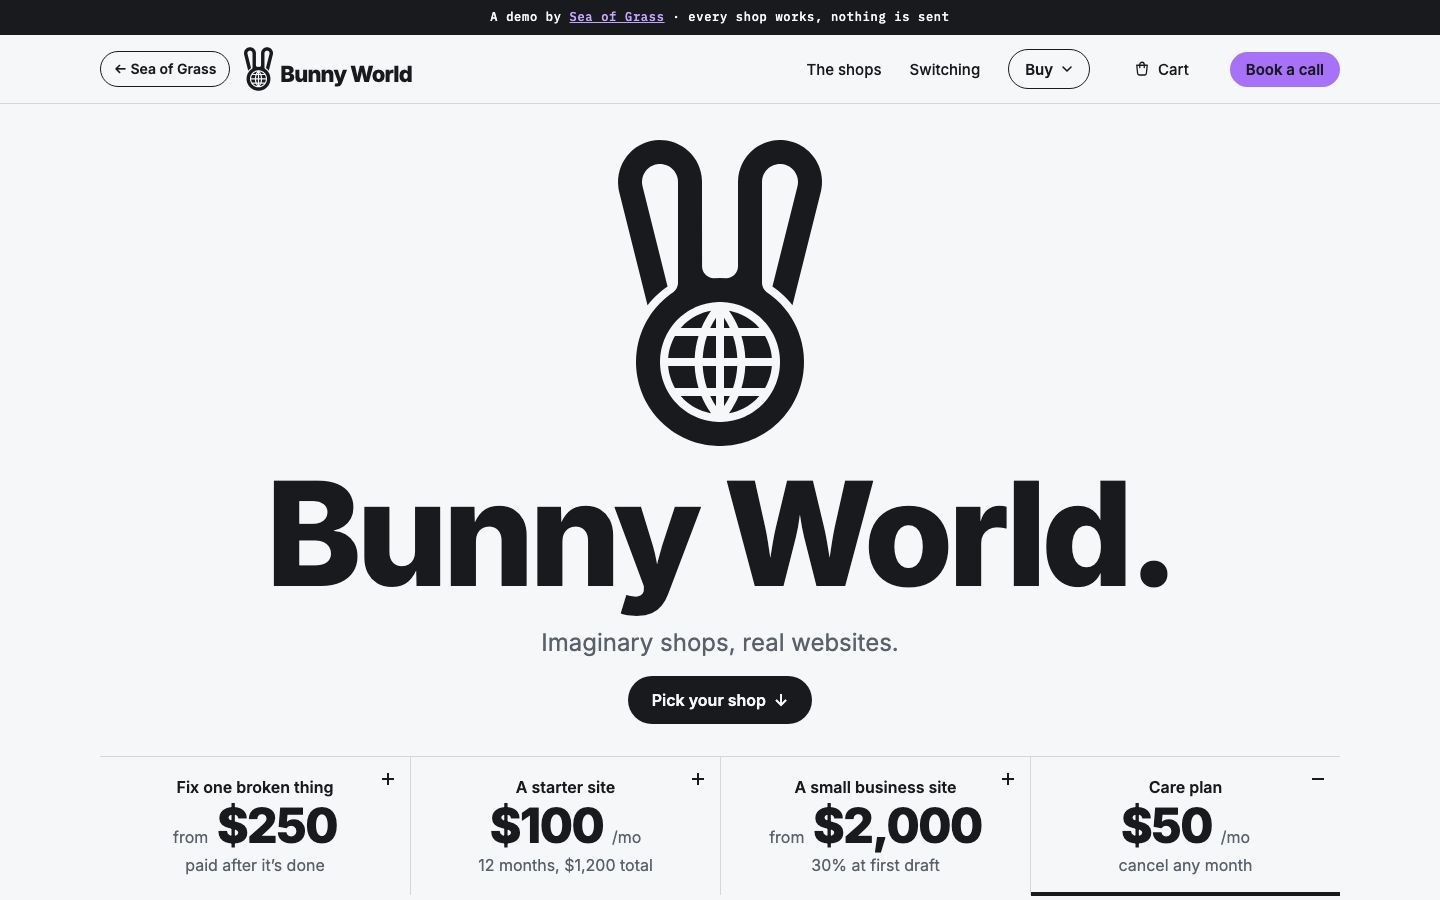 A demo by Sea of Grass · every shop works, nothing is sent
← Sea of Grass
Bunny World
The shops
Switching
Buy
Cart
Book a call
Bunny World.
Imaginary shops, real websites.
Pick your shop ↓
Fix one broken thing
from $250
paid after it’s done
A starter site
$100 /mo
12 months, $1,200 total
A small business site
from $2,000
30% at first draft
Care plan
$50 /mo
cancel any month